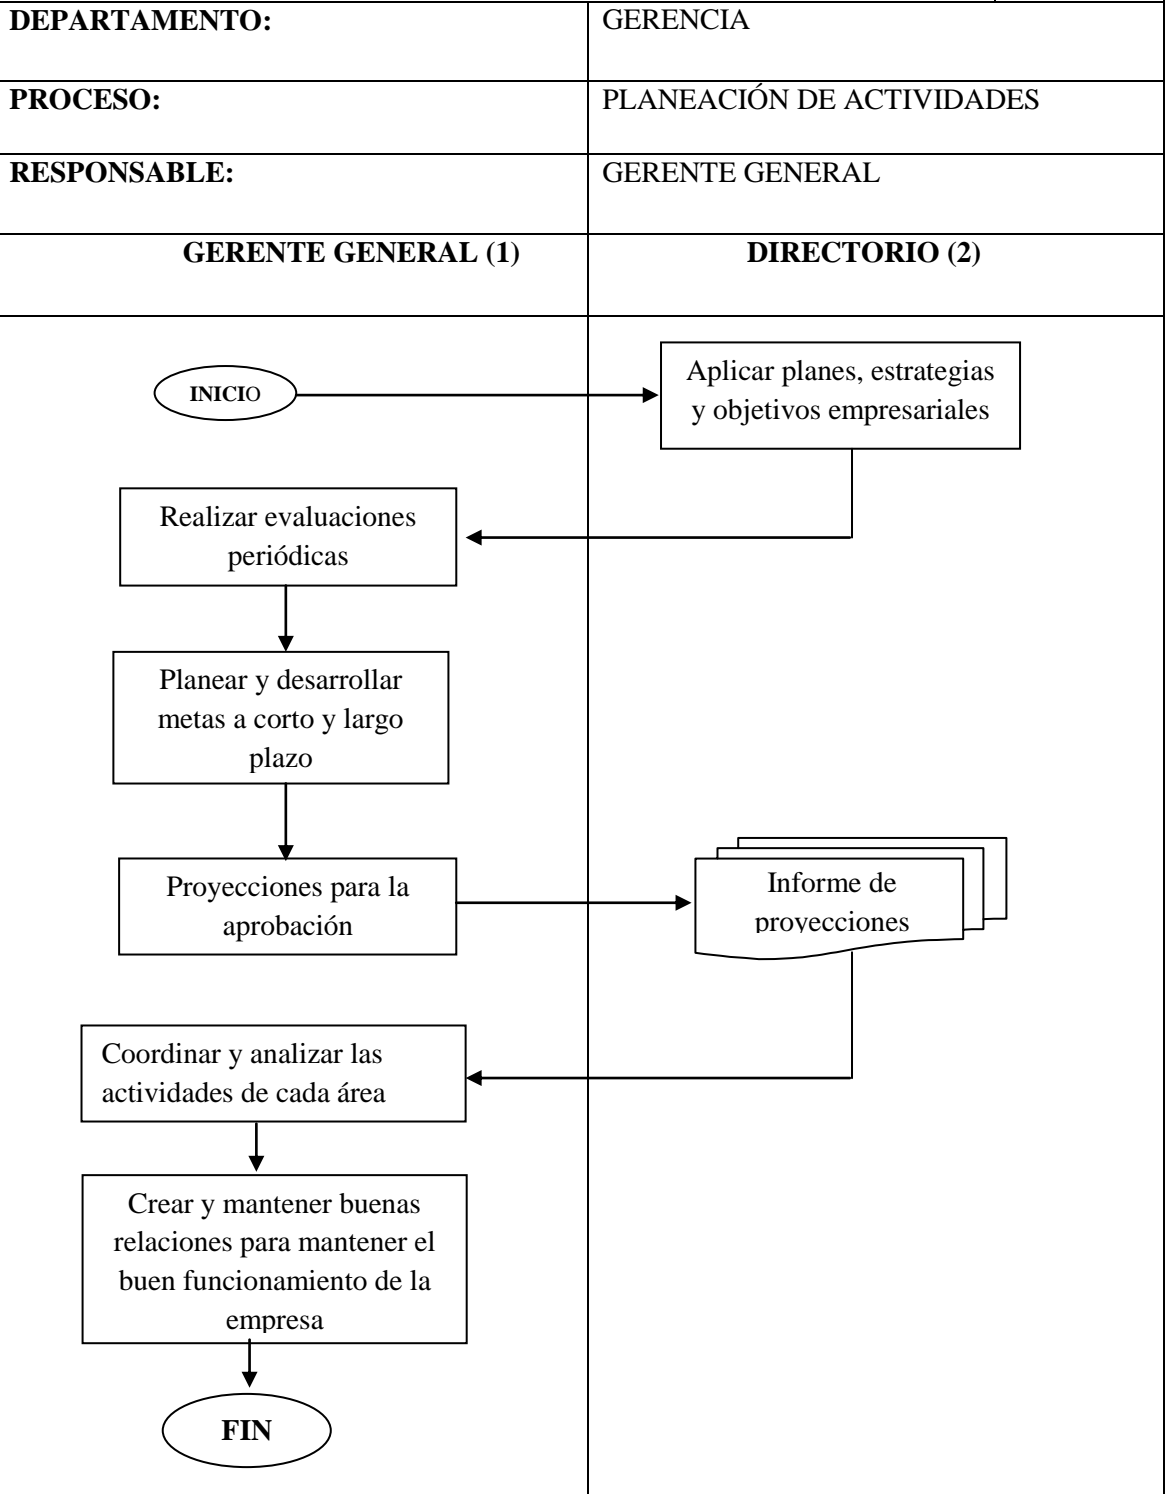 DEPARTAMENTO:
GERENCIA
PROCESO:
PLANEACIÓN DE ACTIVIDADES
RESPONSABLE:
GERENTE GENERAL
GERENTE GENERAL (1)
DIRECTORIO (2)
INICIO
Aplicar planes, estrategias
y objetivos empresariales
Realizar evaluaciones
periódicas
Planear y desarrollar
metas a corto y largo
plazo
Proyecciones para la
aprobación
Informe de
proyecciones
Coordinar y analizar las
actividades de cada área
Crear y mantener buenas
relaciones para mantener el
buen funcionamiento de la
empresa
FIN